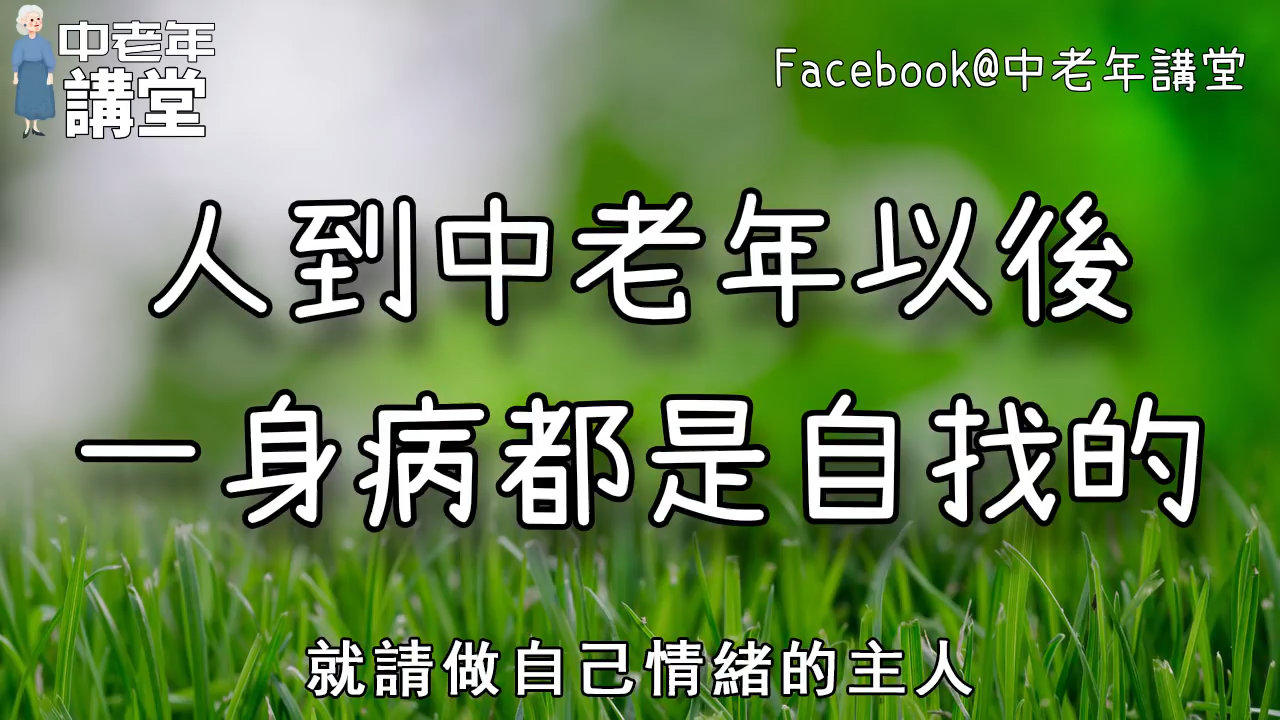 中老年
講堂
Facebook@中老年講堂
人到中老年以後
一身病都是自找的
就請做自己情緒的主人